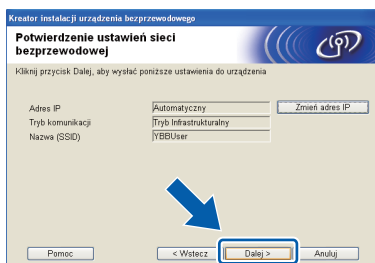 Kreator instalacji urządzenia bezprzewodowego
Potwierdzenie ustawień sieci
bezprzewodowej
Kliknij przycisk Dalej, aby wysłać poniższe ustawienia do urządzenia
Adres IP Automatyczny Zmień adres IP
Tryb komunikacji Tryb Infrastrukturalny
Nazwa (SSID) YBBUser
Pomoc < Wstecz Dalej > Anuluj